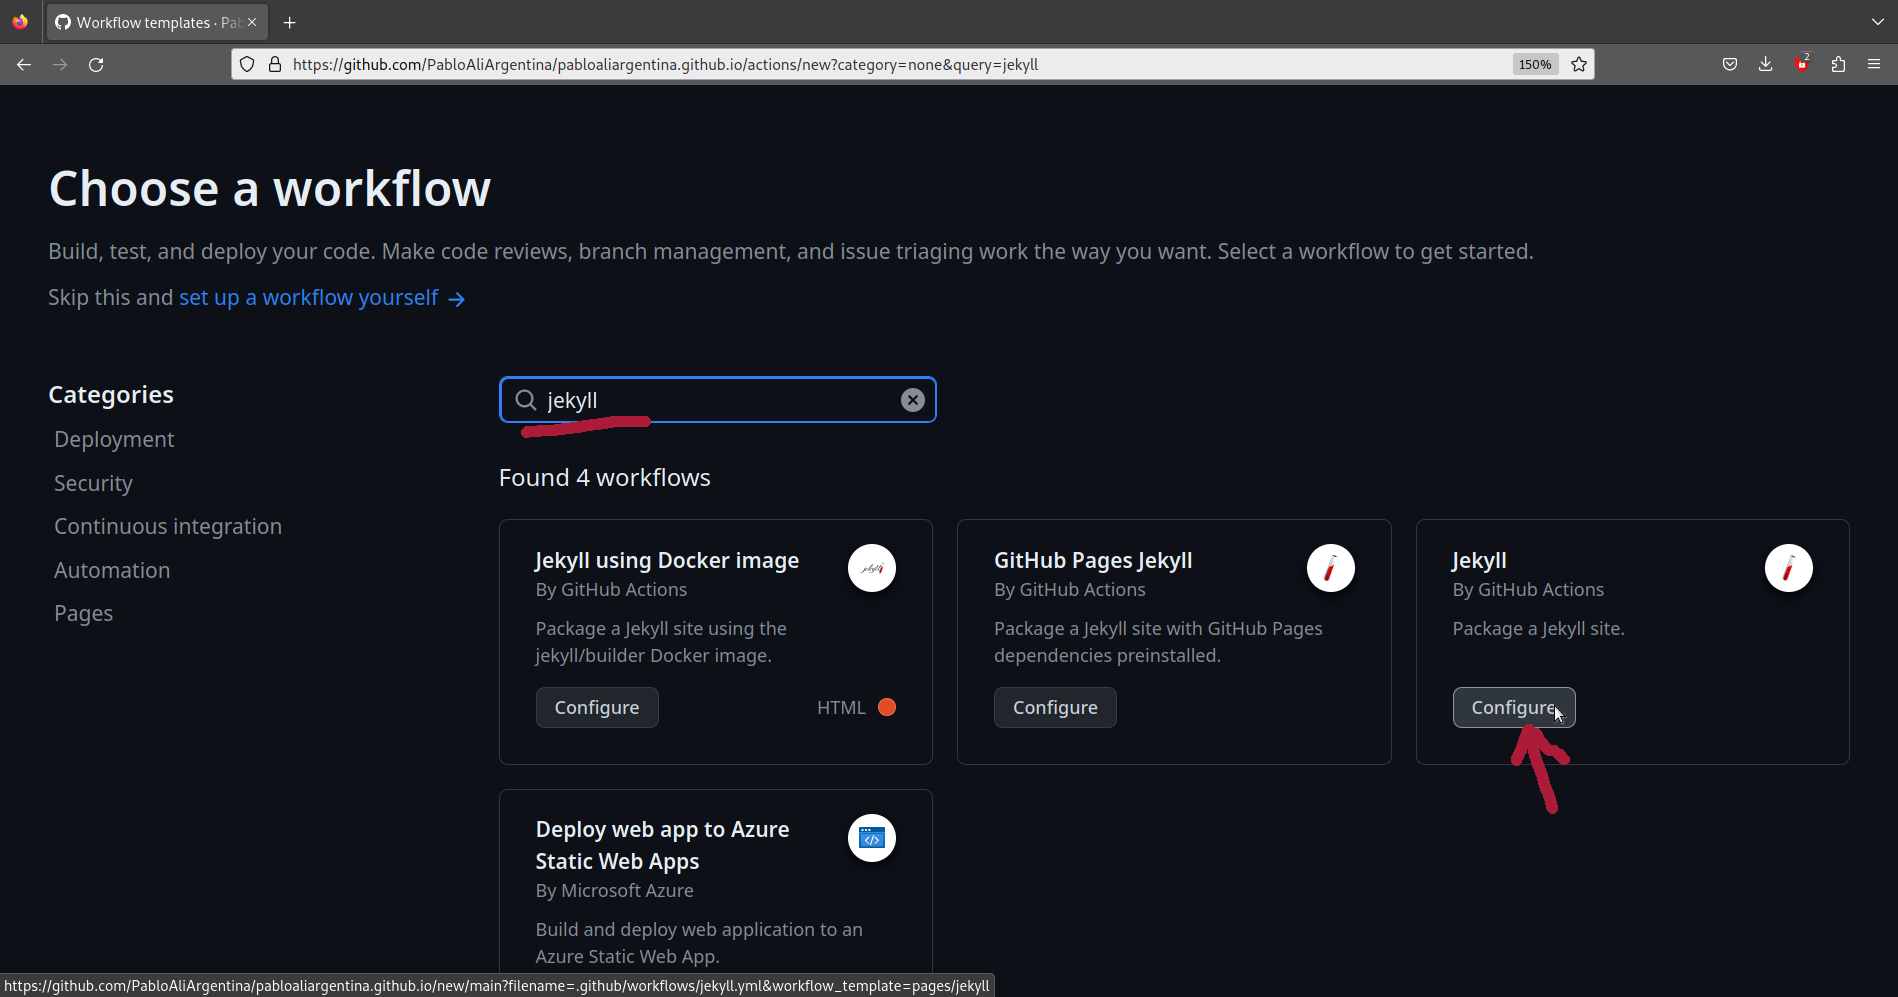 Workflow templates · Pab
https://github.com/PabloAliArgentina/pabloaliargentina.github.io/actions/new?category=none&query=jekyll
150%
2
Choose a workflow
Build, test, and deploy your code. Make code reviews, branch management, and issue triaging work the way you want. Select a workflow to get started.
Skip this and set up a workflow yourself →
Categories
Deployment
Security
Continuous integration
Automation
Pages
jekyll
Found 4 workflows
Jekyll using Docker image
By GitHub Actions
Package a Jekyll site using the
jekyll/builder Docker image.
Configure
HTML
GitHub Pages Jekyll
By GitHub Actions
Package a Jekyll site with GitHub Pages
dependencies preinstalled.
Configure
Jekyll
By GitHub Actions
Package a Jekyll site.
Configure
Deploy web app to Azure
Static Web Apps
By Microsoft Azure
Build and deploy web application to an
Azure Static Web App.
https://github.com/PabloAliArgentina/pabloaliargentina.github.io/new/main?filename=.github/workflows/jekyll.yml&workflow_template=pages/jekyll